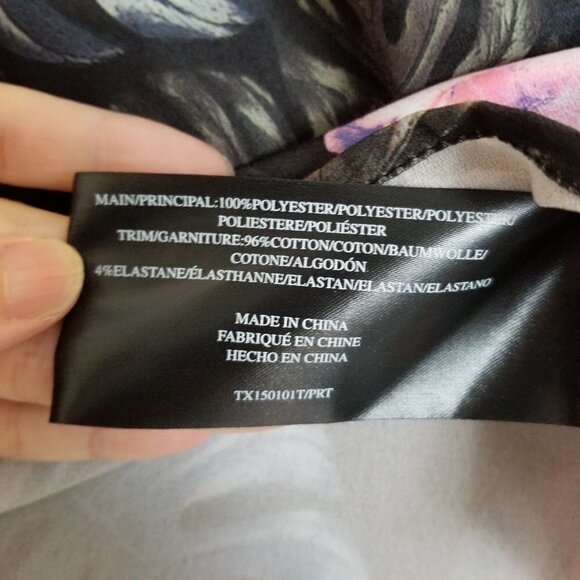 MAIN/PRINCIPAL:100%POLYESTER/POLYESTER/POLYESTER/
POLIESTERE/POLIÉSTER
TRIM/GARNITURE:96%COTTON/COTON/BAUMWOLLE/
COTONE/ALGODÓN
4%ELASTANE/ÉLASTHANNE/ELASTAN/ELASTAN/ELASTANO
MADE IN CHINA
FABRIQUÉ EN CHINE
HECHO EN CHINA
TX150101T/PRT